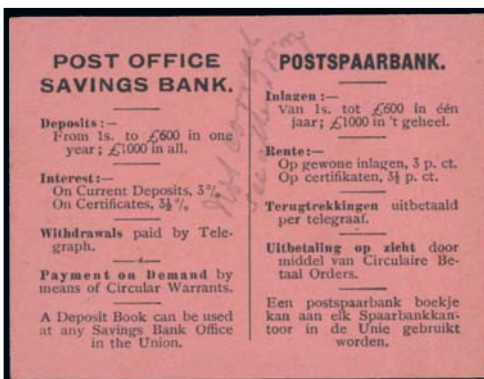 POST OFFICE
SAVINGS BANK.
Deposits:—
From 1s. to £600 in one
year; £1000 in all.
Interest:—
On Current Deposits, 3%
On Certificates, 3½%
Withdrawals paid by Tele-
graph.
Payment on Demand by
means of Circular Warrants.
A Deposit Book can be used
at any Savings Bank Office
in the Union.
POSTSPAARBANK.
Inlagen:—
Van 1s. tot £600 in één
jaar; £1000 in 't geheel.
Rente:—
Op gewone inlagen, 3 p. ct.
Op certifikaten, 3½ p. ct.
Terugtrekkingen uitbetaald
per telegraaf.
Uitbetaling op zicht door
middel van Circulaire Be-
taal Orders.
Een postspaarbank boekje
kan aan elk Spaarbankkan-
toor in de Unie gebruikt
worden.
Not